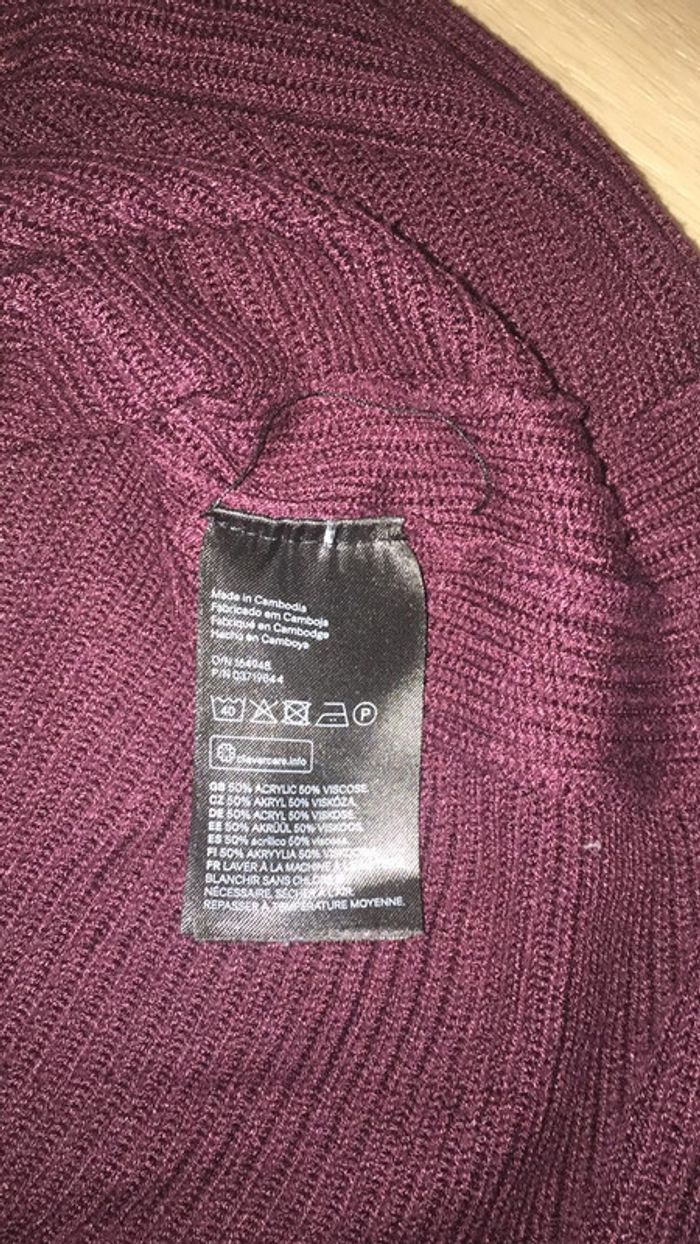 Made in Cambodia
Fabricado em Camboja
Fabriqué en Cambodge
Hecho en Camboya
O/N 164948
P/N 03719844
40
P
clevercare.info
GB 50% ACRYLIC 50% VISCOSE.
CZ 50% AKRYL 50% VISKÓZA.
DE 50% ACRYL 50% VISKOSE.
EE 50% AKRÜÜL 50% VISKOOS.
ES 50% acrílico 50% viscosa.
FI 50% AKRYYLIA 50%
FR LAVER À LA MACHINE À
BLANCHIR SANS
NÉCESSAIRE, SÉCHER À L'AIR.
REPASSER À TEMPÉRATURE MOYENNE.